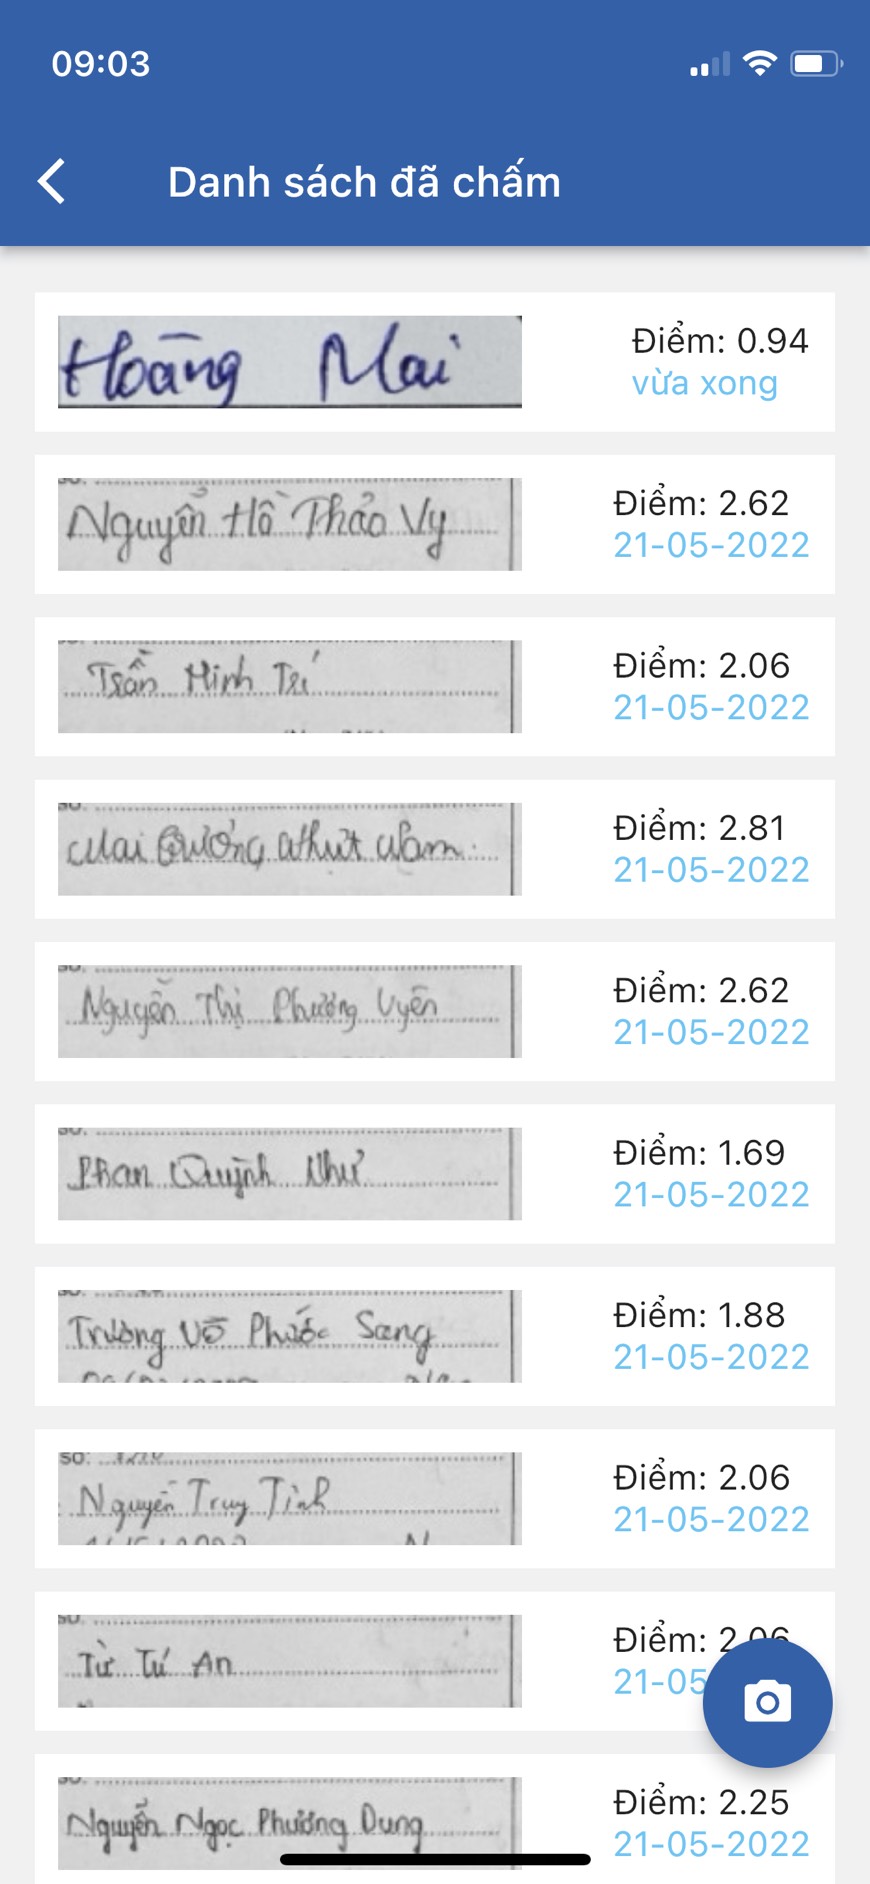 09:03
Danh sách đã chấm
Hoàng Mai
Điểm: 0.94
vừa xong
Nguyễn Hồ Thảo Vy
Điểm: 2.62
21-05-2022
Trần Minh Trí
Điểm: 2.06
21-05-2022
Mai Nhựt Nam
Điểm: 2.81
21-05-2022
Nguyễn Thị Phương Uyên
Điểm: 2.62
21-05-2022
Phan Quỳnh Như
Điểm: 1.69
21-05-2022
Trương Võ Phước Sang
Điểm: 1.88
21-05-2022
số:
Nguyễn Truy Tình
Điểm: 2.06
21-05-2022
Từ Tú An
Điểm: 2.06
21-05
Nguyễn Ngọc Phương Dung
Điểm: 2.25
21-05-2022